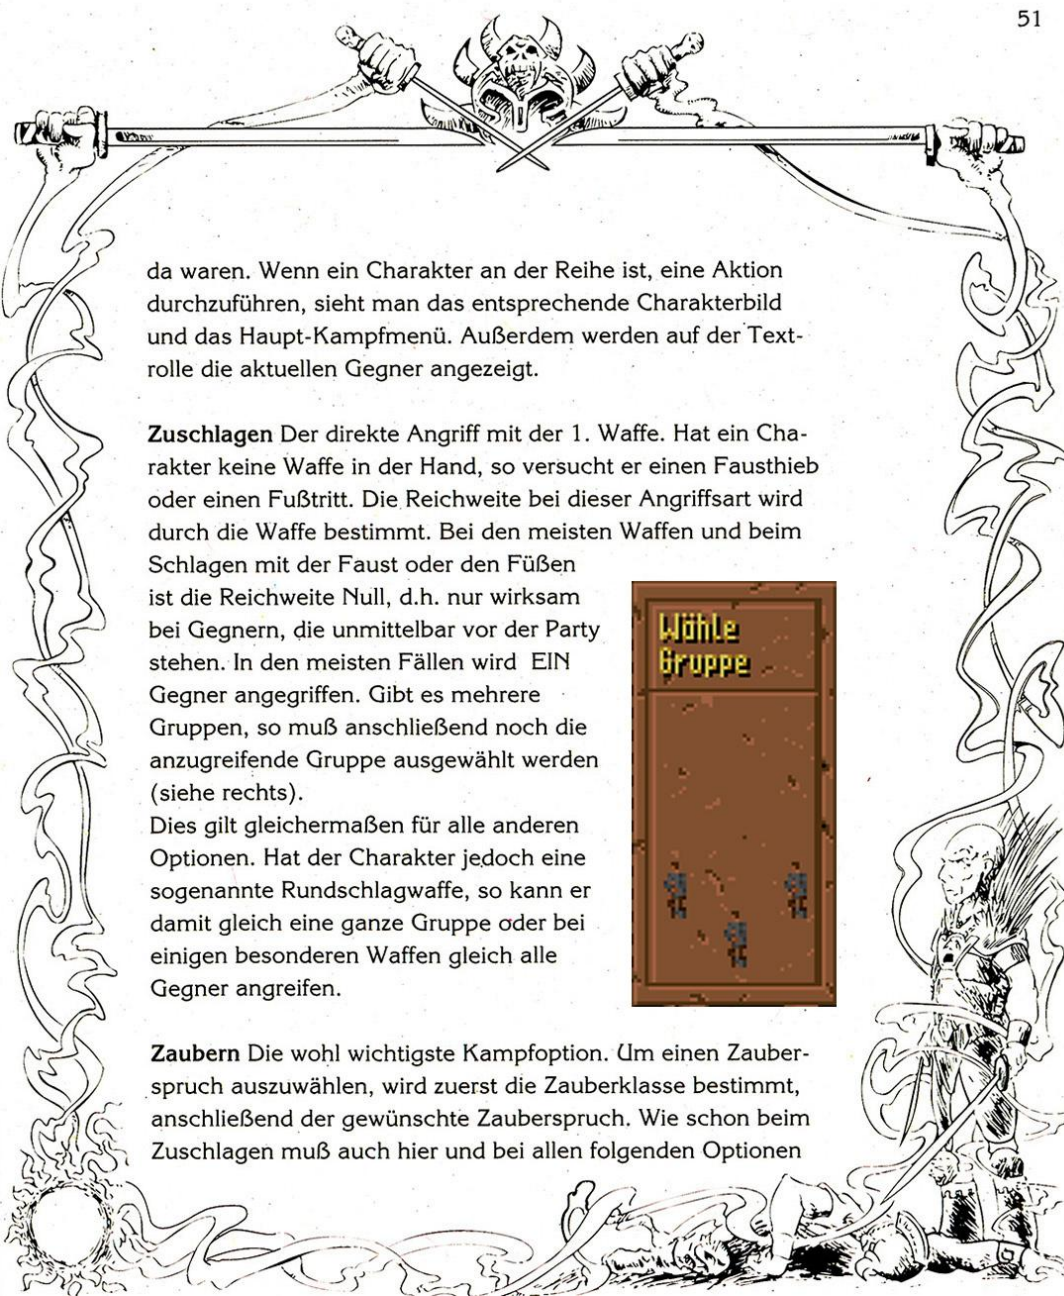 51
da waren. Wenn ein Charakter an der Reihe ist, eine Aktion
durchzuführen, sieht man das entsprechende Charakterbild
und das Haupt-Kampfmenü. Außerdem werden auf der Text-
rolle die aktuellen Gegner angezeigt.
Zuschlagen Der direkte Angriff mit der 1. Waffe. Hat ein Cha-
rakter keine Waffe in der Hand, so versucht er einen Fausthieb
oder einen Fußtritt. Die Reichweite bei dieser Angriffsart wird
durch die Waffe bestimmt. Bei den meisten Waffen und beim
Schlagen mit der Faust oder den Füßen
ist die Reichweite Null, d.h. nur wirksam
bei Gegnern, die unmittelbar vor der Party
stehen. In den meisten Fällen wird EIN
Gegner angegriffen. Gibt es mehrere
Gruppen, so muß anschließend noch die
anzugreifende Gruppe ausgewählt werden
(siehe rechts).
Dies gilt gleichermaßen für alle anderen
Optionen. Hat der Charakter jedoch eine
sogenannte Rundschlagwaffe, so kann er
damit gleich eine ganze Gruppe oder bei
einigen besonderen Waffen gleich alle
Gegner angreifen.
Wähle
Gruppe
Zaubern Die wohl wichtigste Kampfoption. Um einen Zauber-
spruch auszuwählen, wird zuerst die Zauberklasse bestimmt,
anschließend der gewünschte Zauberspruch. Wie schon beim
Zuschlagen muß auch hier und bei allen folgenden Optionen